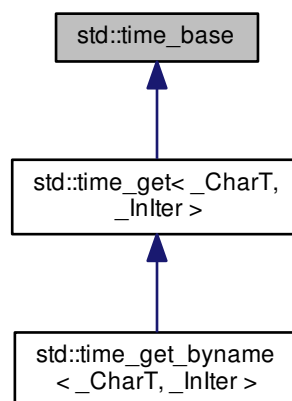 std::time_base
std::time_get< _CharT,
_InIter >
std::time_get_byname
< _CharT, _InIter >